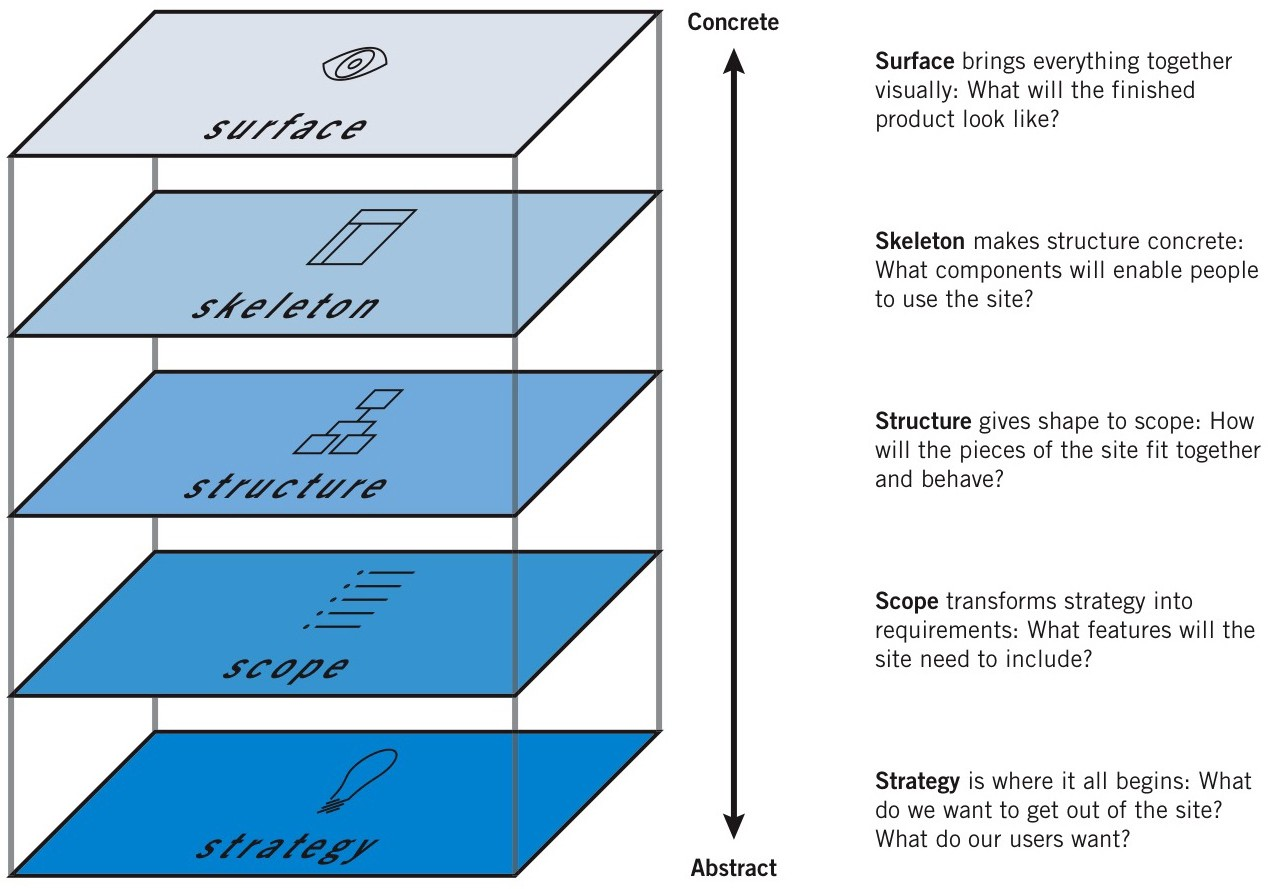 Concrete
surface
Surface brings everything together
visually: What will the finished
product look like?
skeleton
Skeleton makes structure concrete:
What components will enable people
to use the site?
structure
Structure gives shape to scope: How
will the pieces of the site fit together
and behave?
scope
Scope transforms strategy into
requirements: What features will the
site need to include?
strategy
Strategy is where it all begins: What
do we want to get out of the site?
What do our users want?
Abstract